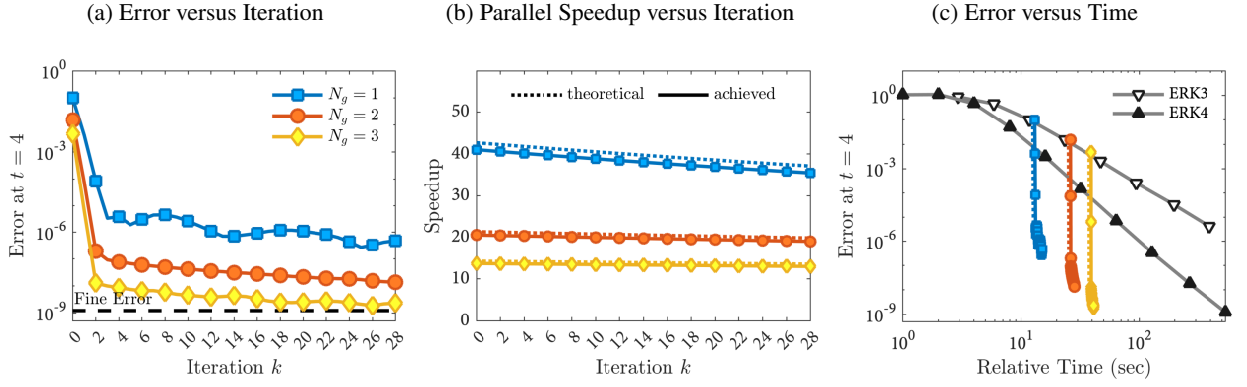 (a) Error versus Iteration
10^0
10^-3
10^-6
10^-9
Error at t = 4
N_g = 1
N_g = 2
N_g = 3
Fine Error
0 2 4 6 8 10 12 14 16 18 20 22 24 26 28
Iteration k
(b) Parallel Speedup versus Iteration
60
50
40
30
20
10
0
Speedup
theoretical achieved
0 2 4 6 8 10 12 14 16 18 20 22 24 26 28
Iteration k
(c) Error versus Time
10^0
10^-3
10^-6
10^-9
Error at t = 4
ERK3
ERK4
10^0 10^1 10^2
Relative Time (sec)